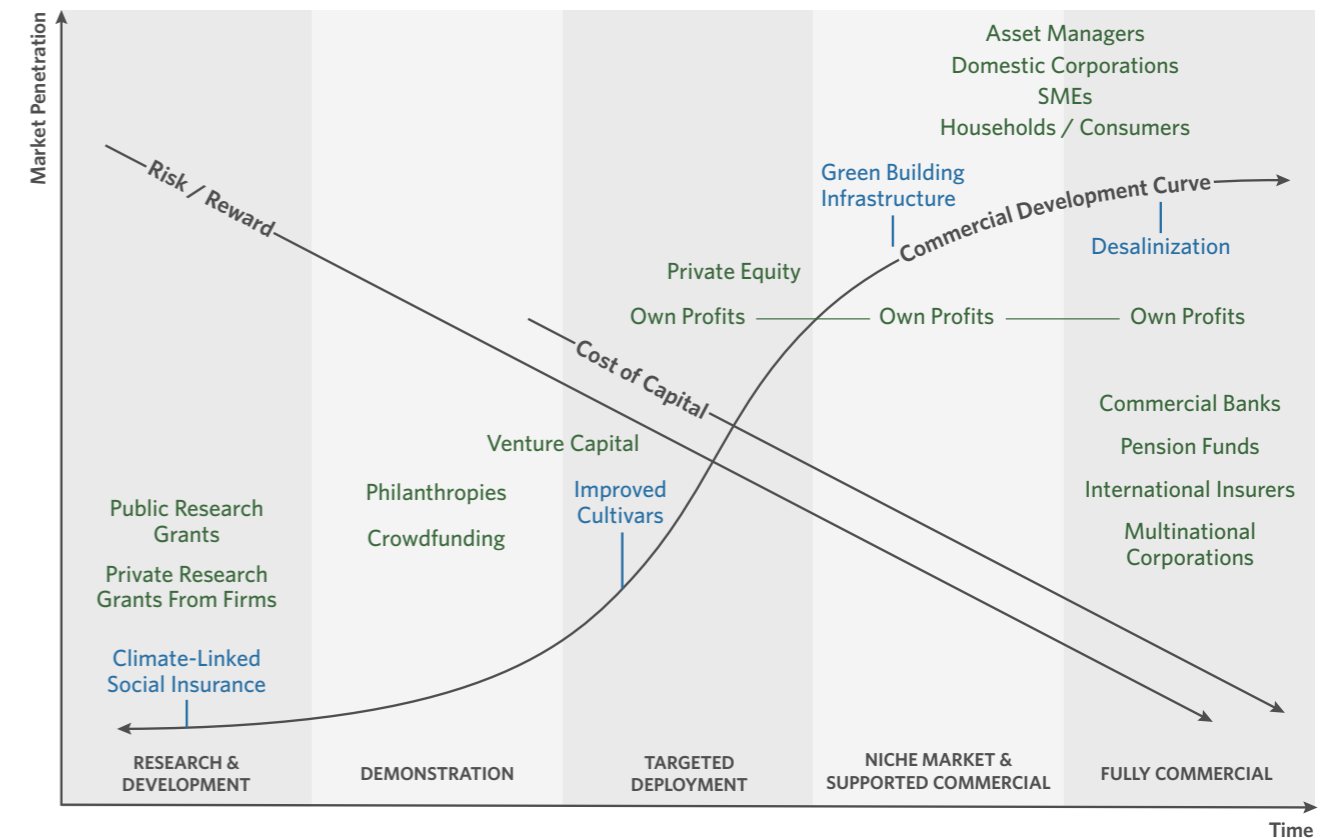 Market Penetration
Asset Managers
Domestic Corporations
SMEs
Households / Consumers
Risk / Reward
Green Building
Infrastructure
Commercial Development Curve
Desalinization
Private Equity
Own Profits
Own Profits
Own Profits
Cost of Capital
Commercial Banks
Pension Funds
International Insurers
Multinational
Corporations
Venture Capital
Philanthropies
Crowdfunding
Improved
Cultivars
Public Research
Grants
Private Research
Grants From Firms
Climate-Linked
Social Insurance
RESEARCH &
DEVELOPMENT
DEMONSTRATION
TARGETED
DEPLOYMENT
NICHE MARKET &
SUPPORTED COMMERCIAL
FULLY COMMERCIAL
Time